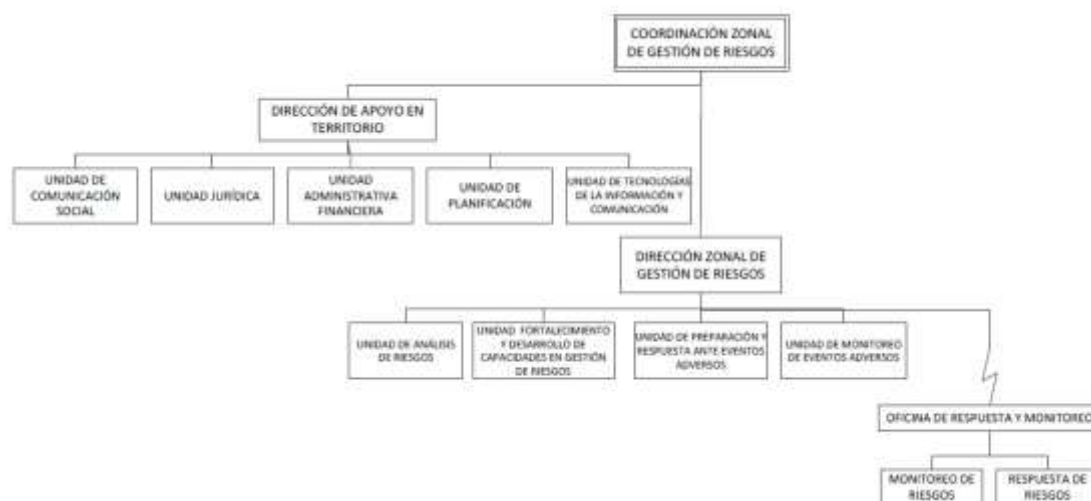 COORDINACIÓN ZONAL
DE GESTIÓN DE RIESGOS
DIRECCIÓN DE APOYO EN
TERRITORIO
UNIDAD DE
COMUNICACIÓN
SOCIAL
UNIDAD JURÍDICA
UNIDAD
ADMINISTRATIVA
FINANCIERA
UNIDAD DE
PLANIFICACIÓN
UNIDAD DE TECNOLOGÍAS
DE LA INFORMACIÓN Y
COMUNICACIÓN
DIRECCIÓN ZONAL DE
GESTIÓN DE RIESGOS
UNIDAD DE ANÁLISIS
DE RIESGOS
UNIDAD FORTALECIMIENTO
Y DESARROLLO DE
CAPACIDADES EN GESTIÓN
DE RIESGOS
UNIDAD DE PREPARACIÓN Y
RESPUESTA ANTE EVENTOS
ADVERSOS
UNIDAD DE MONITOREO
DE EVENTOS ADVERSOS
OFICINA DE RESPUESTA Y MONITOREO
MONITOREO DE
RIESGOS
RESPUESTA DE
RIESGOS